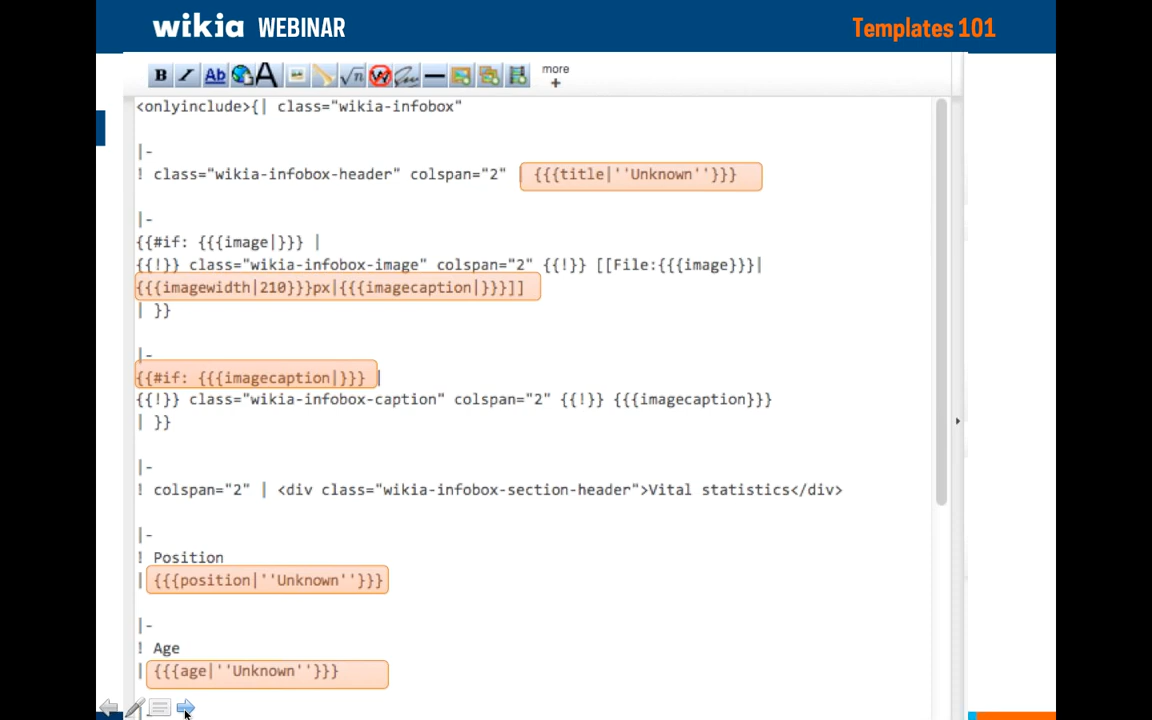 wikia WEBINAR
Templates 101
B I Ab A √n W more
+
<onlyinclude>{| class="wikia-infobox"
|-
! class="wikia-infobox-header" colspan="2" | {{{title|''Unknown''}}}
|-
{{#if: {{{image|}}} |
{{!}} class="wikia-infobox-image" colspan="2" {{!}} [[File:{{{image}}}|
{{{imagewidth|210}}}px|{{{imagecaption|}}}]]
| }}
|-
{{#if: {{{imagecaption|}}} |
{{!}} class="wikia-infobox-caption" colspan="2" {{!}} {{{imagecaption}}}
| }}
|-
! colspan="2" | <div class="wikia-infobox-section-header">Vital statistics</div>
|-
! Position
| {{{position|''Unknown''}}}
|-
! Age
| {{{age|''Unknown''}}}